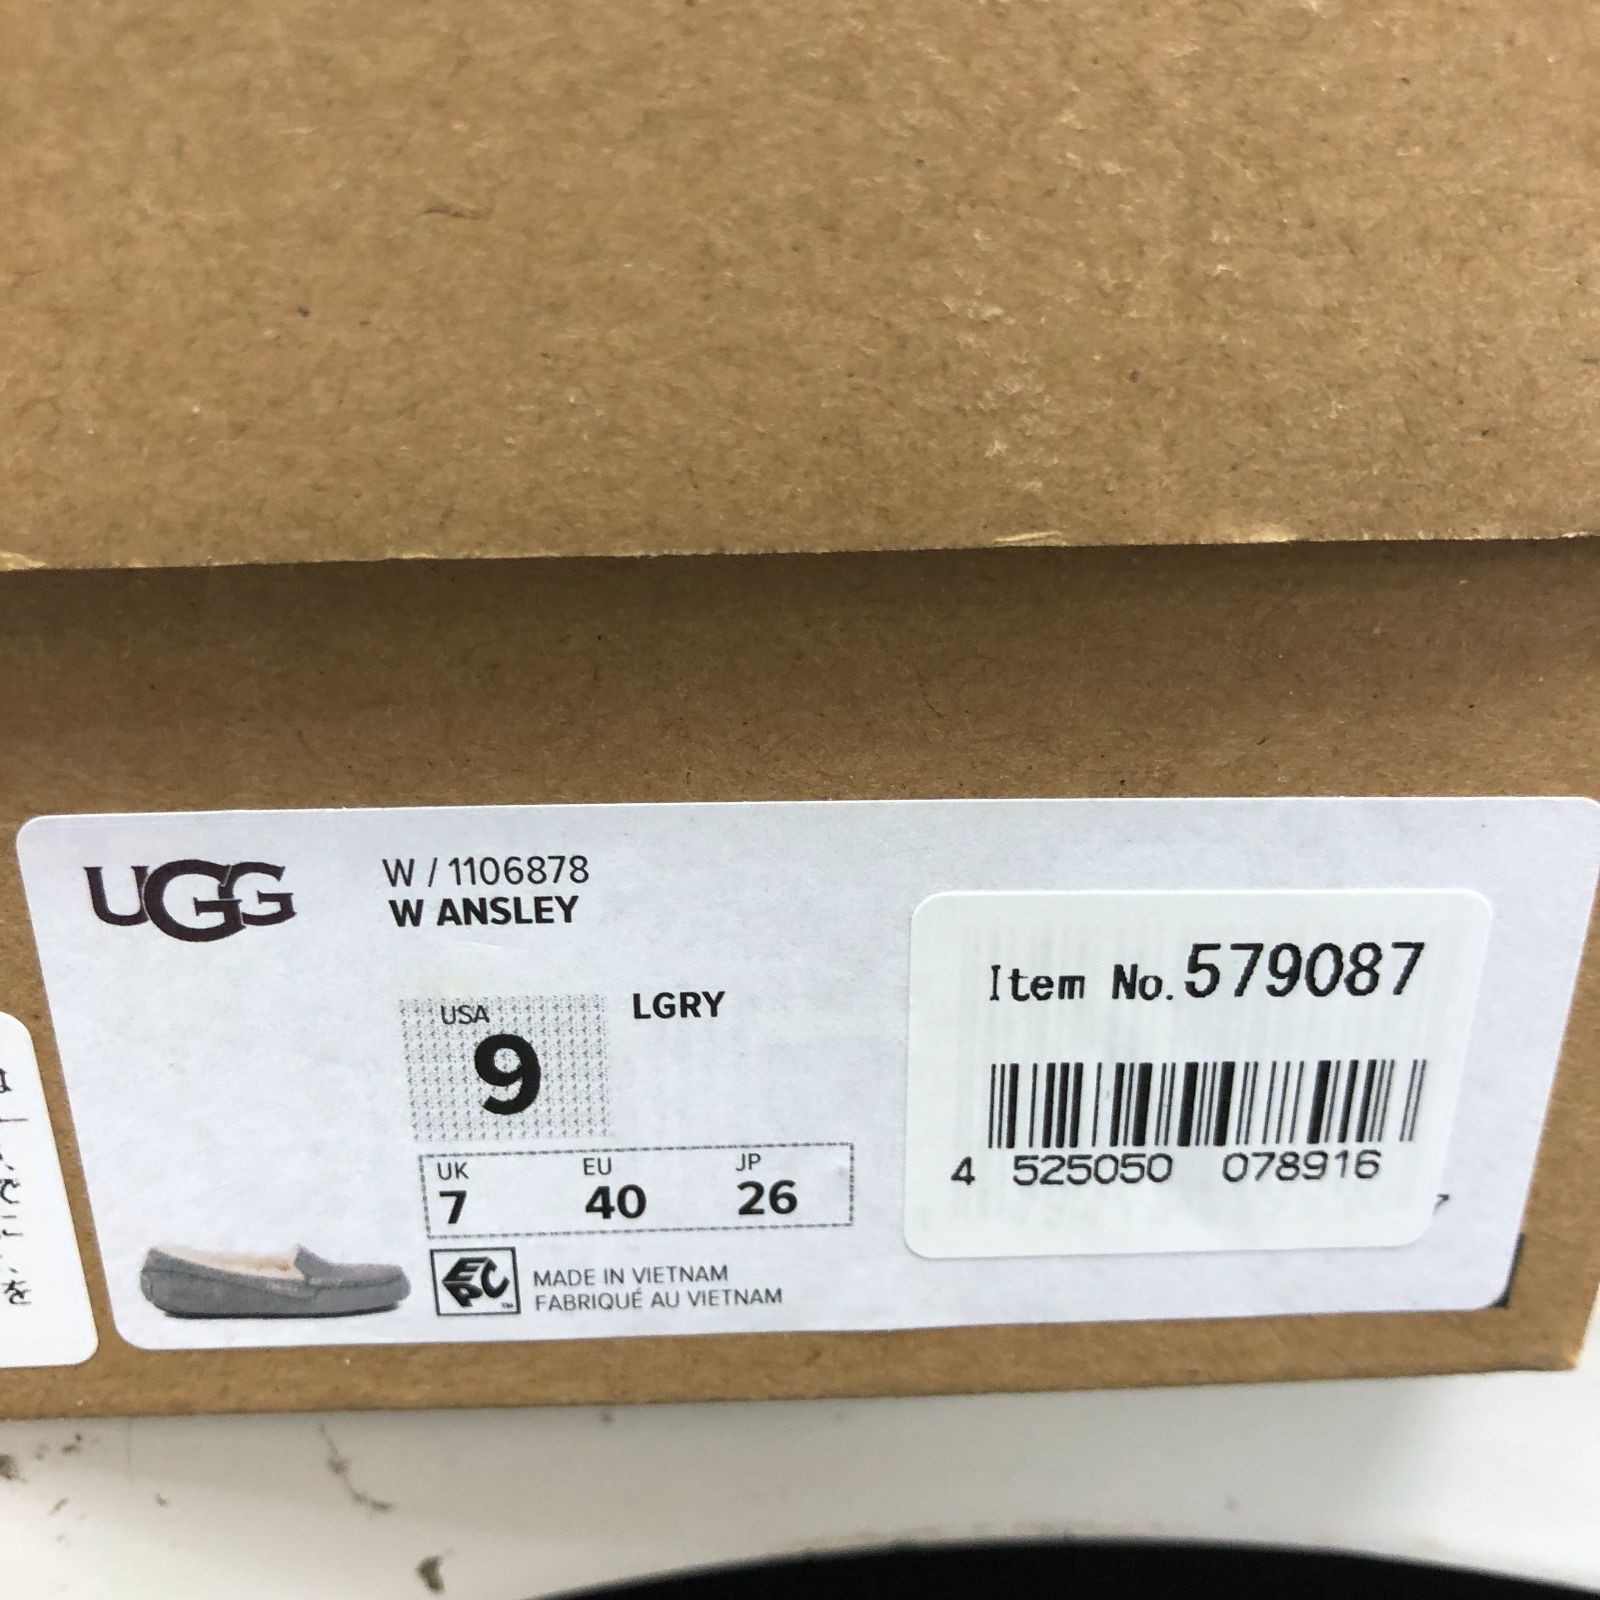 UGG
W / 1106878
W ANSLEY
USA
9
LGRY
UK EU JP
7 40 26
EPC
MADE IN VIETNAM
FABRIQUÉ AU VIETNAM
Item No.579087
4 525050 078916